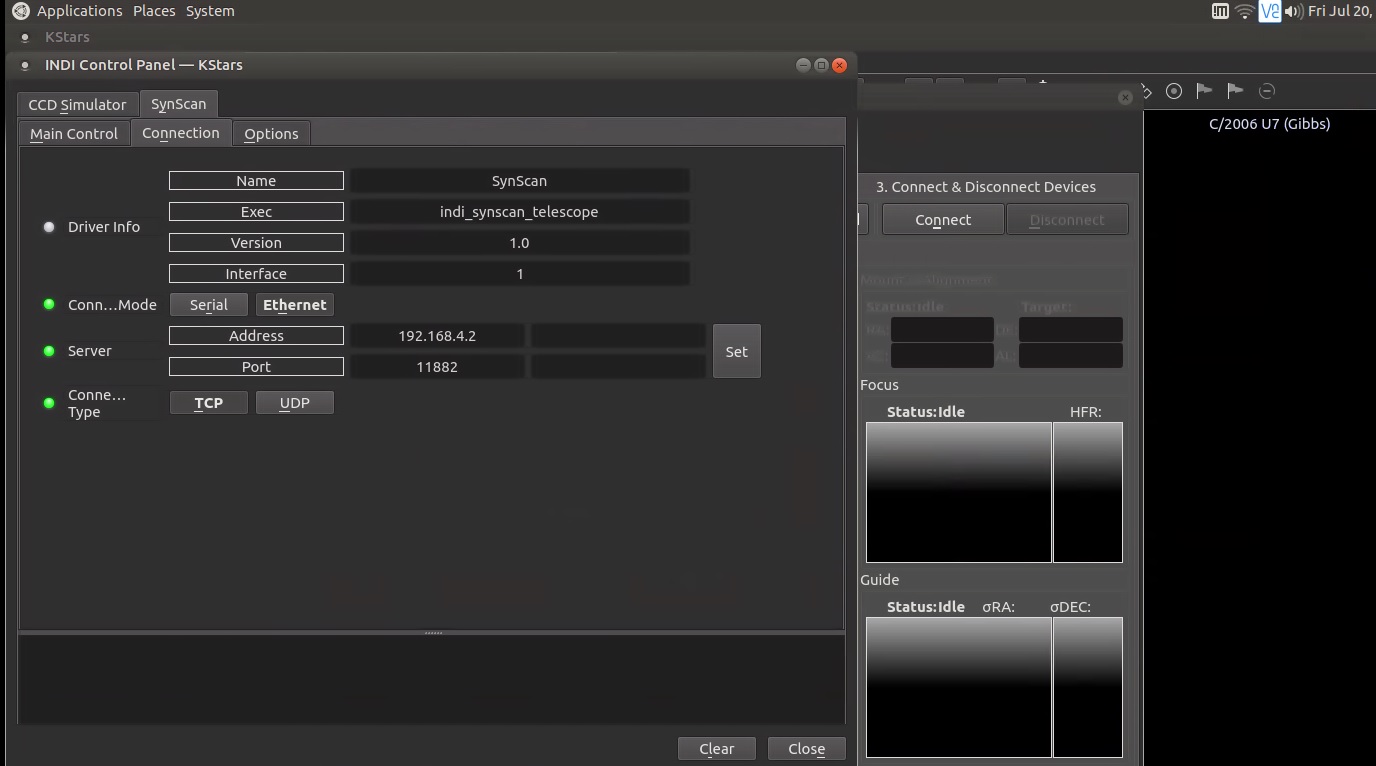 Applications Places System
Fri Jul 20,
KStars
INDI Control Panel — KStars
CCD Simulator SynScan
Main Control Connection Options
Driver Info
Name SynScan
Exec indi_synscan_telescope
Version 1.0
Interface 1
Conn...Mode Serial Ethernet
Server
Address 192.168.4.2
Port 11882
Set
Conne...
Type
TCP UDP
Clear Close
C/2006 U7 (Gibbs)
3. Connect & Disconnect Devices
Connect Disconnect
Status:Idle Target:
Focus
Status:Idle HFR:
Guide
Status:Idle σRA: σDEC: